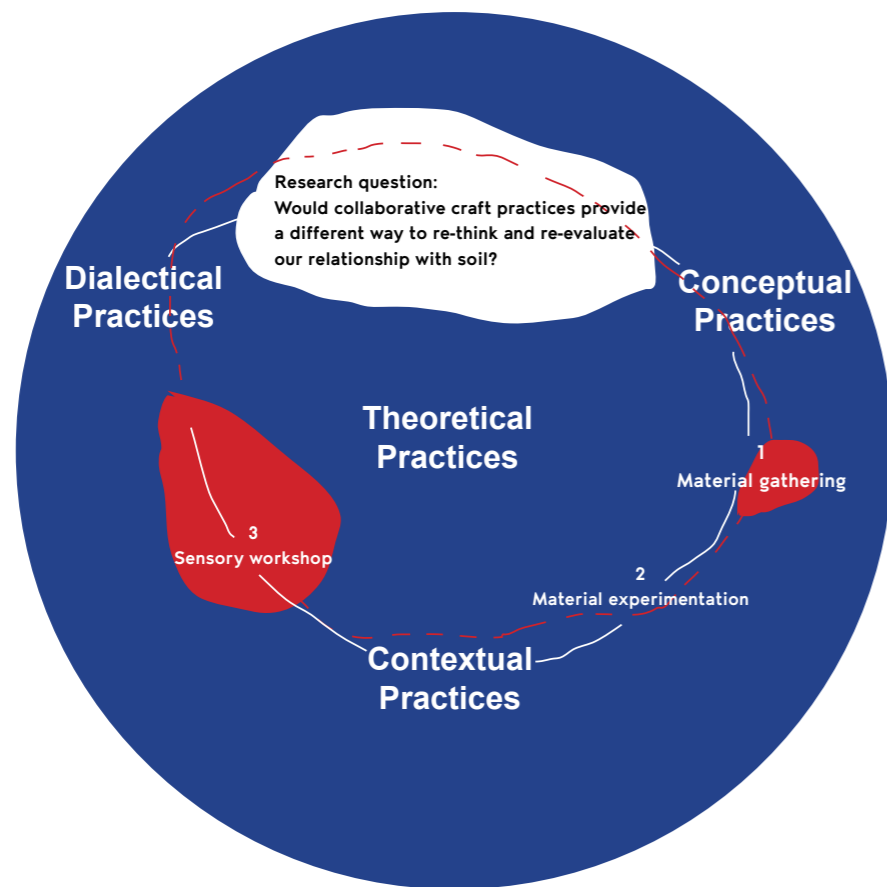 Research question:
Would collaborative craft practices provide
a different way to re-think and re-evaluate
our relationship with soil?
Dialectical
Practices
Conceptual
Practices
Theoretical
Practices
1
Material gathering
3
Sensory workshop
2
Material experimentation
Contextual
Practices